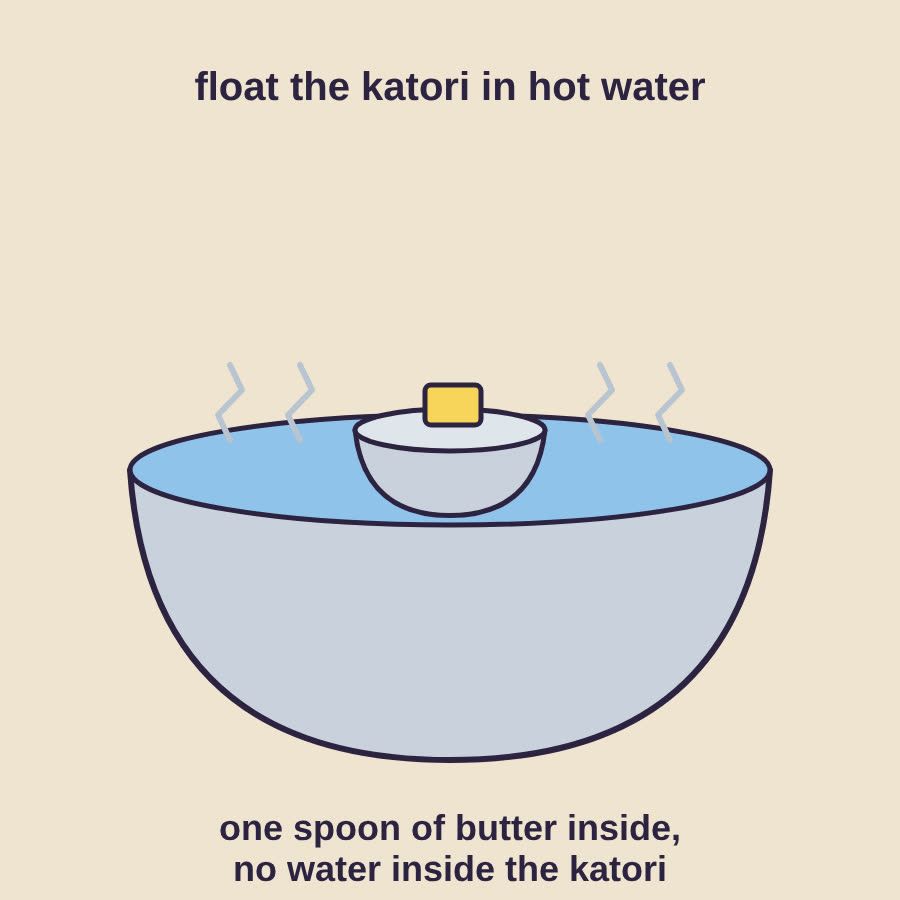 float the katori in hot water
one spoon of butter inside,
no water inside the katori